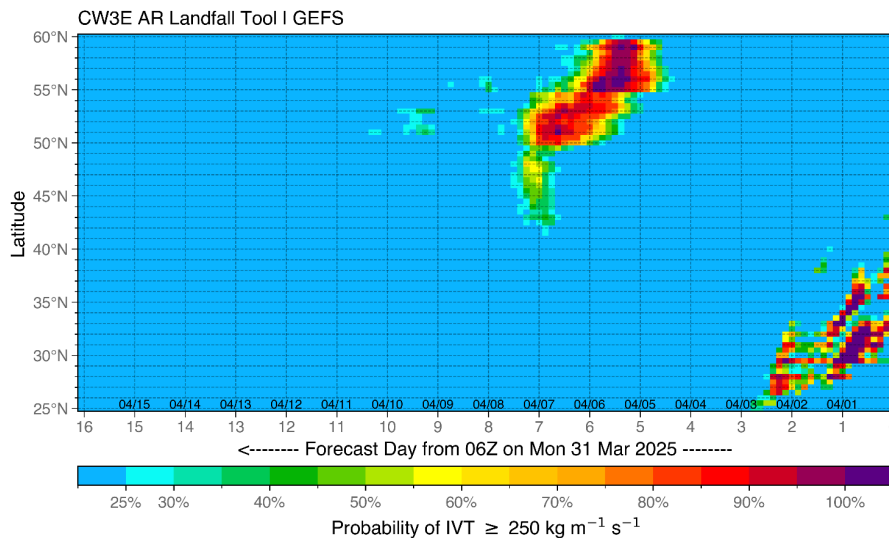 CW3E AR Landfall Tool | GEFS
60°N
55°N
50°N
45°N
40°N
35°N
30°N
25°N
Latitude
04/15 04/14 04/13 04/12 04/11 04/10 04/09 04/08 04/07 04/06 04/05 04/04 04/03 04/02 04/01
16 15 14 13 12 11 10 9 8 7 6 5 4 3 2 1
<-------- Forecast Day from 06Z on Mon 31 Mar 2025 --------
25% 30% 40% 50% 60% 70% 80% 90% 100%
Probability of IVT ≥ 250 kg m⁻¹ s⁻¹